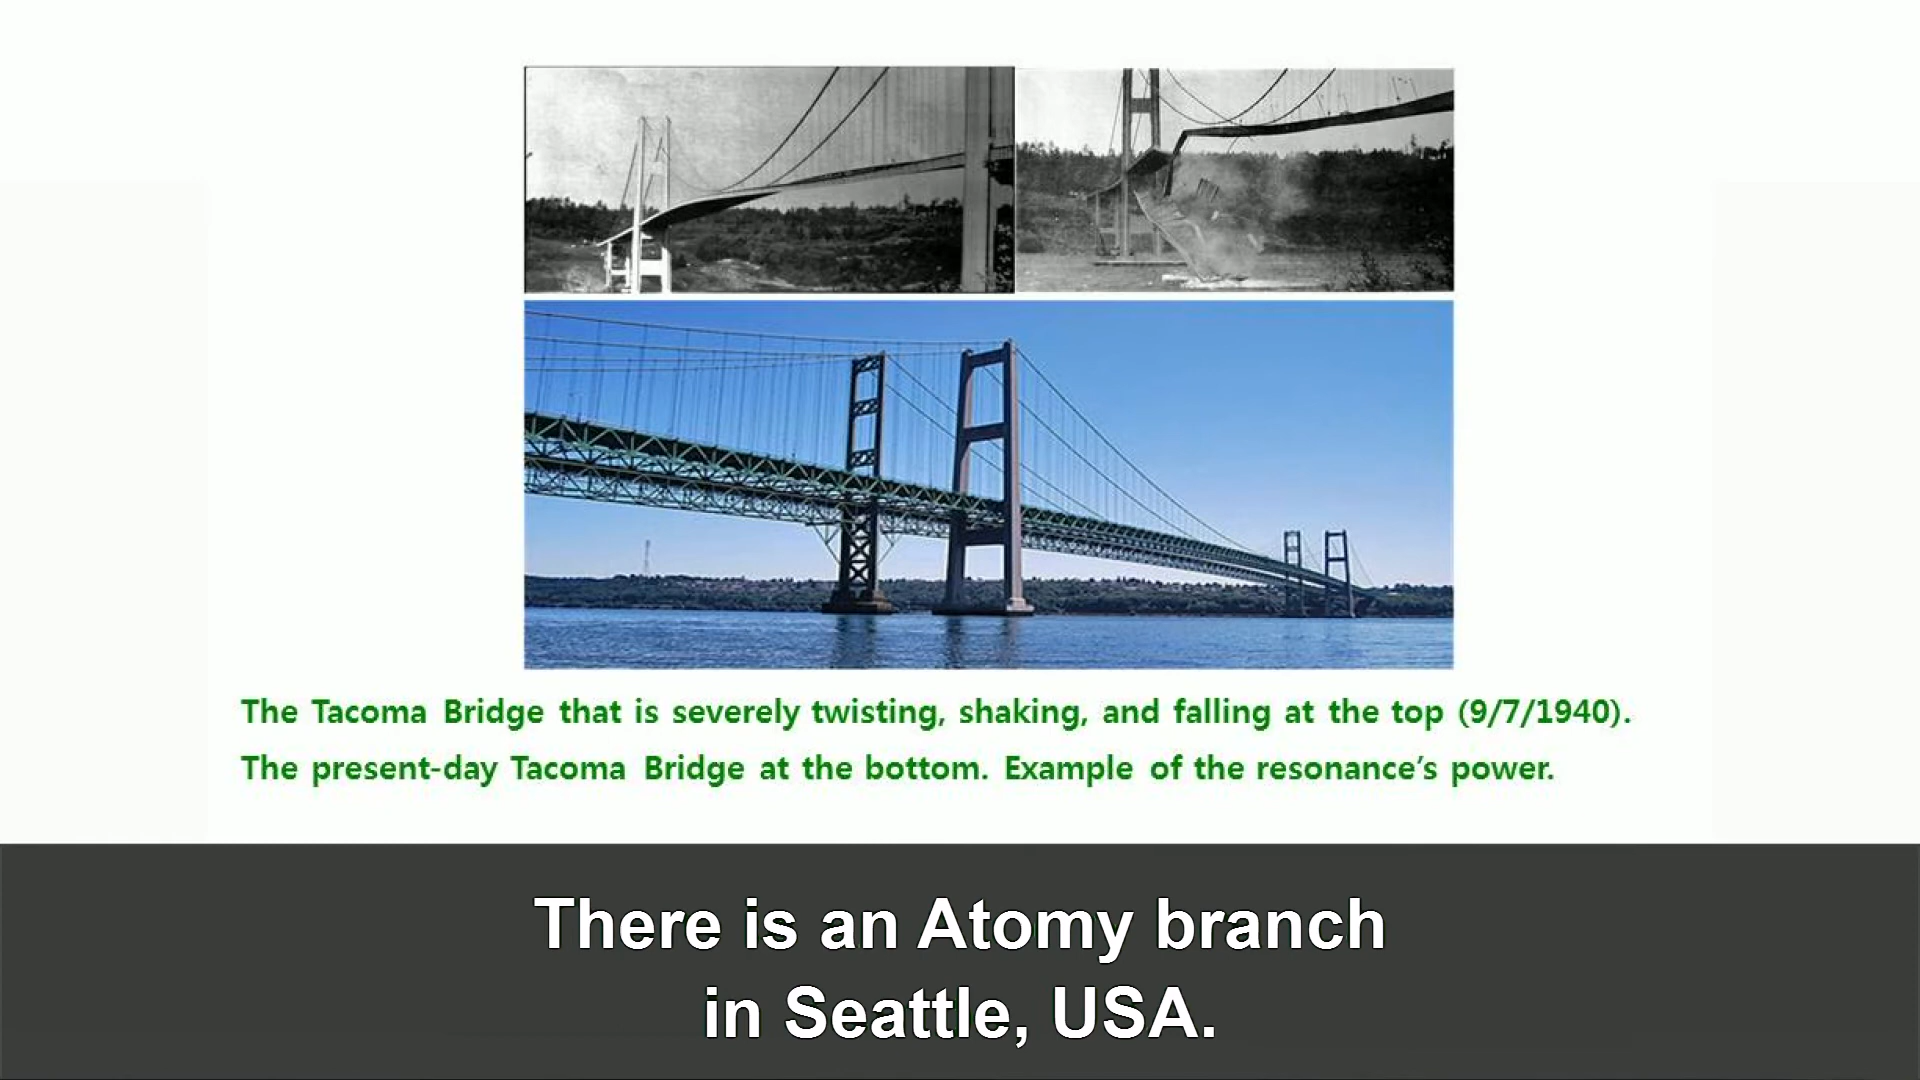 The Tacoma Bridge that is severely twisting, shaking, and falling at the top (9/7/1940).
The present-day Tacoma Bridge at the bottom. Example of the resonance’s power.
There is an Atomy branch
in Seattle, USA.